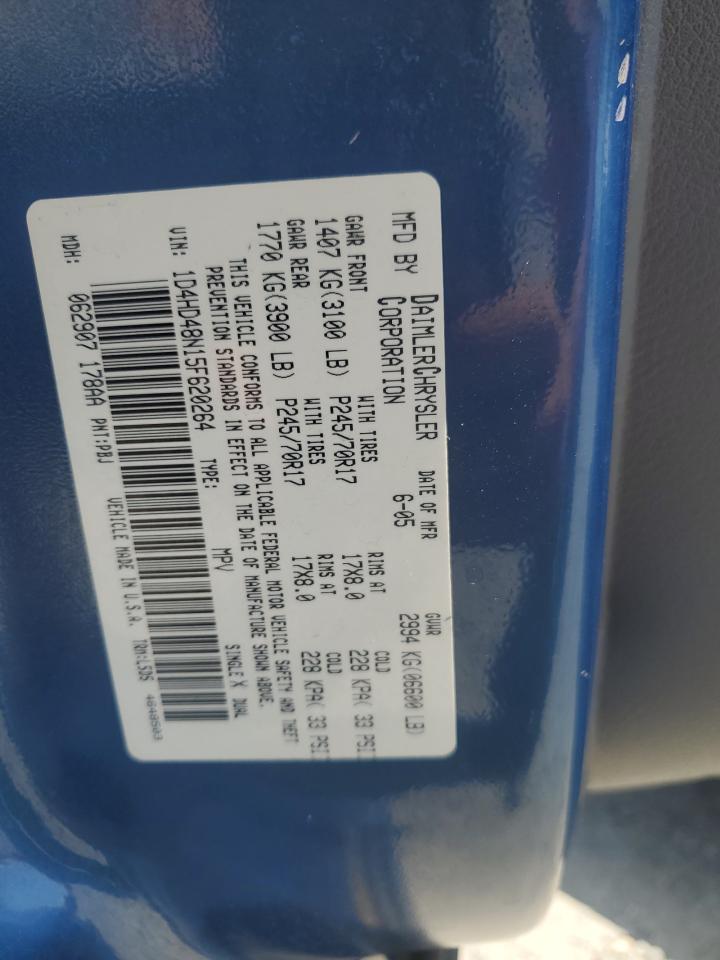 MFD BY DAIMLERCHRYSLER CORPORATION DATE OF MFR 6-05 GVWR 2994 KG(06600 LB)
GAWR FRONT WITH TIRES RIMS AT COLD
1407 KG(3100 LB) P245/70R17 17X8.0 228 KPA( 33 PSI
GAWR REAR WITH TIRES RIMS AT COLD
1770 KG(3900 LB) P245/70R17 17X8.0 228 KPA( 33 PSI
THIS VEHICLE CONFORMS TO ALL APPLICABLE FEDERAL MOTOR VEHICLE SAFETY AND THEFT
PREVENTION STANDARDS IN EFFECT ON THE DATE OF MANUFACTURE SHOWN ABOVE.
VIN: 1D4HD48N15F620264 TYPE: MPV SINGLE X DUAL
MDH: 062907 178AA PNT:PBJ VEHICLE MADE IN U.S.A. TRM:L5DS 4648503